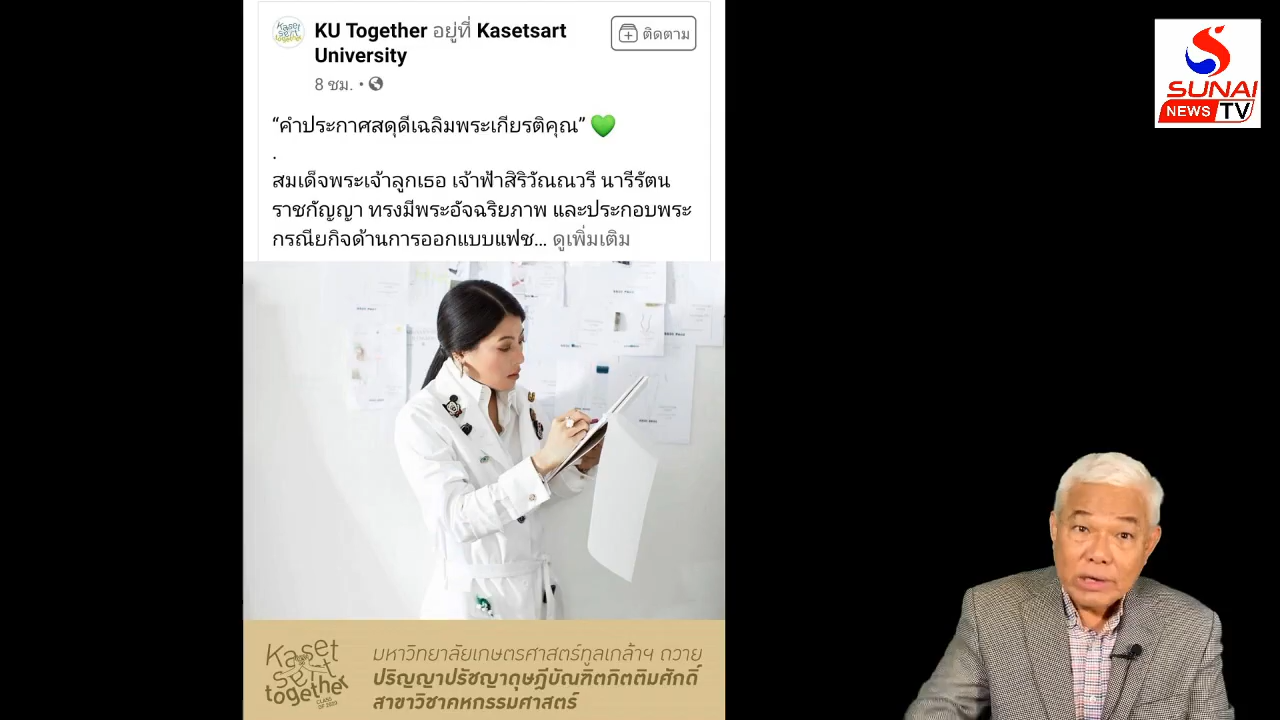 KU Together อยู่ที่ Kasetsart
University
8 ชม.
ติดตาม
“คำประกาศสดุดีเฉลิมพระเกียรติคุณ” 💚
.
สมเด็จพระเจ้าลูกเธอ เจ้าฟ้าสิริวัณณวรี นารีรัตน
ราชกัญญา ทรงมีพระอัจฉริยภาพ และประกอบพระ
กรณียกิจด้านการออกแบบแฟช... ดูเพิ่มเติม
SUNAI
NEWS TV
Kaset
sart
together
CLASS
OF 2020
มหาวิทยาลัยเกษตรศาสตร์ทูลเกล้าฯ ถวาย
ปริญญาปรัชญาดุษฎีบัณฑิตกิตติมศักดิ์
สาขาวิชาคหกรรมศาสตร์